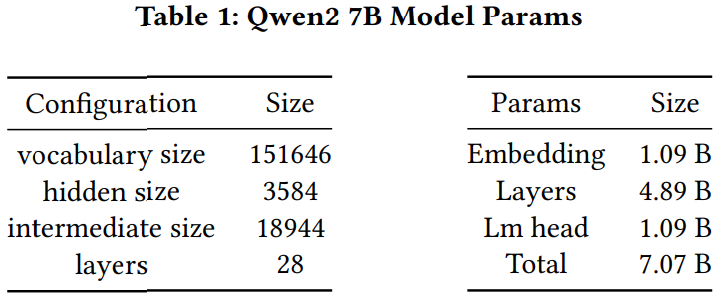 Table 1: Qwen2 7B Model Params
Configuration Size
vocabulary size 151646
hidden size 3584
intermediate size 18944
layers 28
Params Size
Embedding 1.09 B
Layers 4.89 B
Lm head 1.09 B
Total 7.07 B